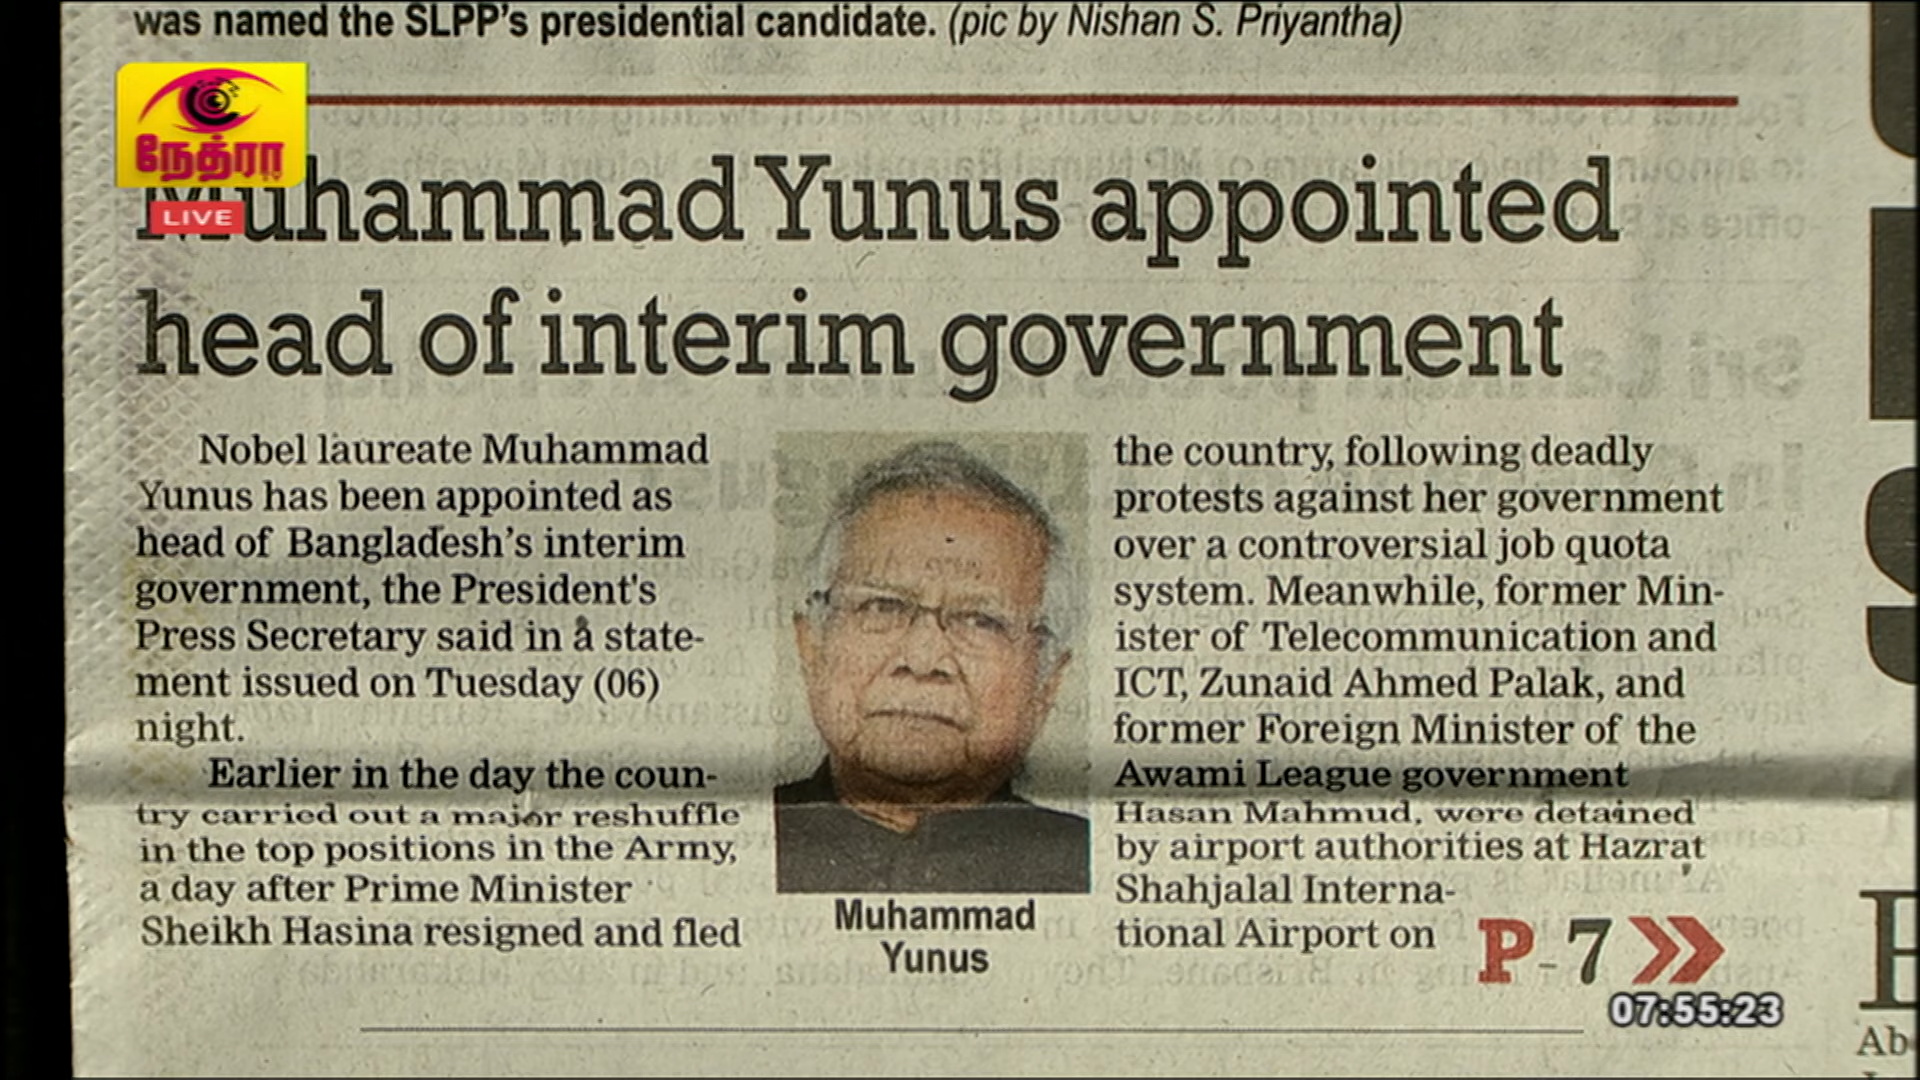 was named the SLPP's presidential candidate. (pic by Nishan S. Priyantha)
நேத்ரா
LIVE
Muhammad Yunus appointed
head of interim government
Nobel laureate Muhammad
Yunus has been appointed as
head of Bangladesh's interim
government, the President's
Press Secretary said in a state-
ment issued on Tuesday (06)
night.
Earlier in the day the coun-
try carried out a major reshuffle
in the top positions in the Army,
a day after Prime Minister
Sheikh Hasina resigned and fled
Muhammad
Yunus
the country, following deadly
protests against her government
over a controversial job quota
system. Meanwhile, former Min-
ister of Telecommunication and
ICT, Zunaid Ahmed Palak, and
former Foreign Minister of the
Awami League government
Hasan Mahmud, were detained
by airport authorities at Hazrat
Shahjalal Interna-
tional Airport on
P-7
07:55:23
Ab